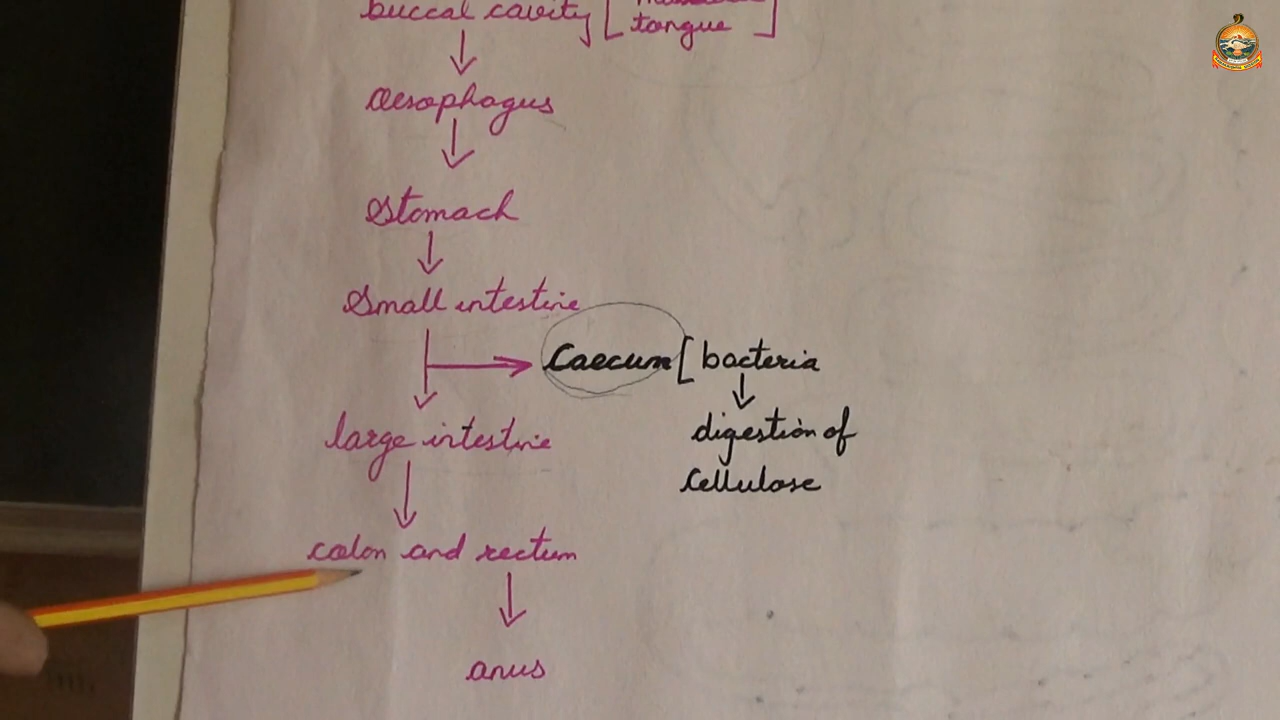 buccal cavity [
tongue ]
Oesophagus
Stomach
Small intestine
Caecum [ bacteria
digestion of
Cellulose
large intestine
colon and rectum
anus